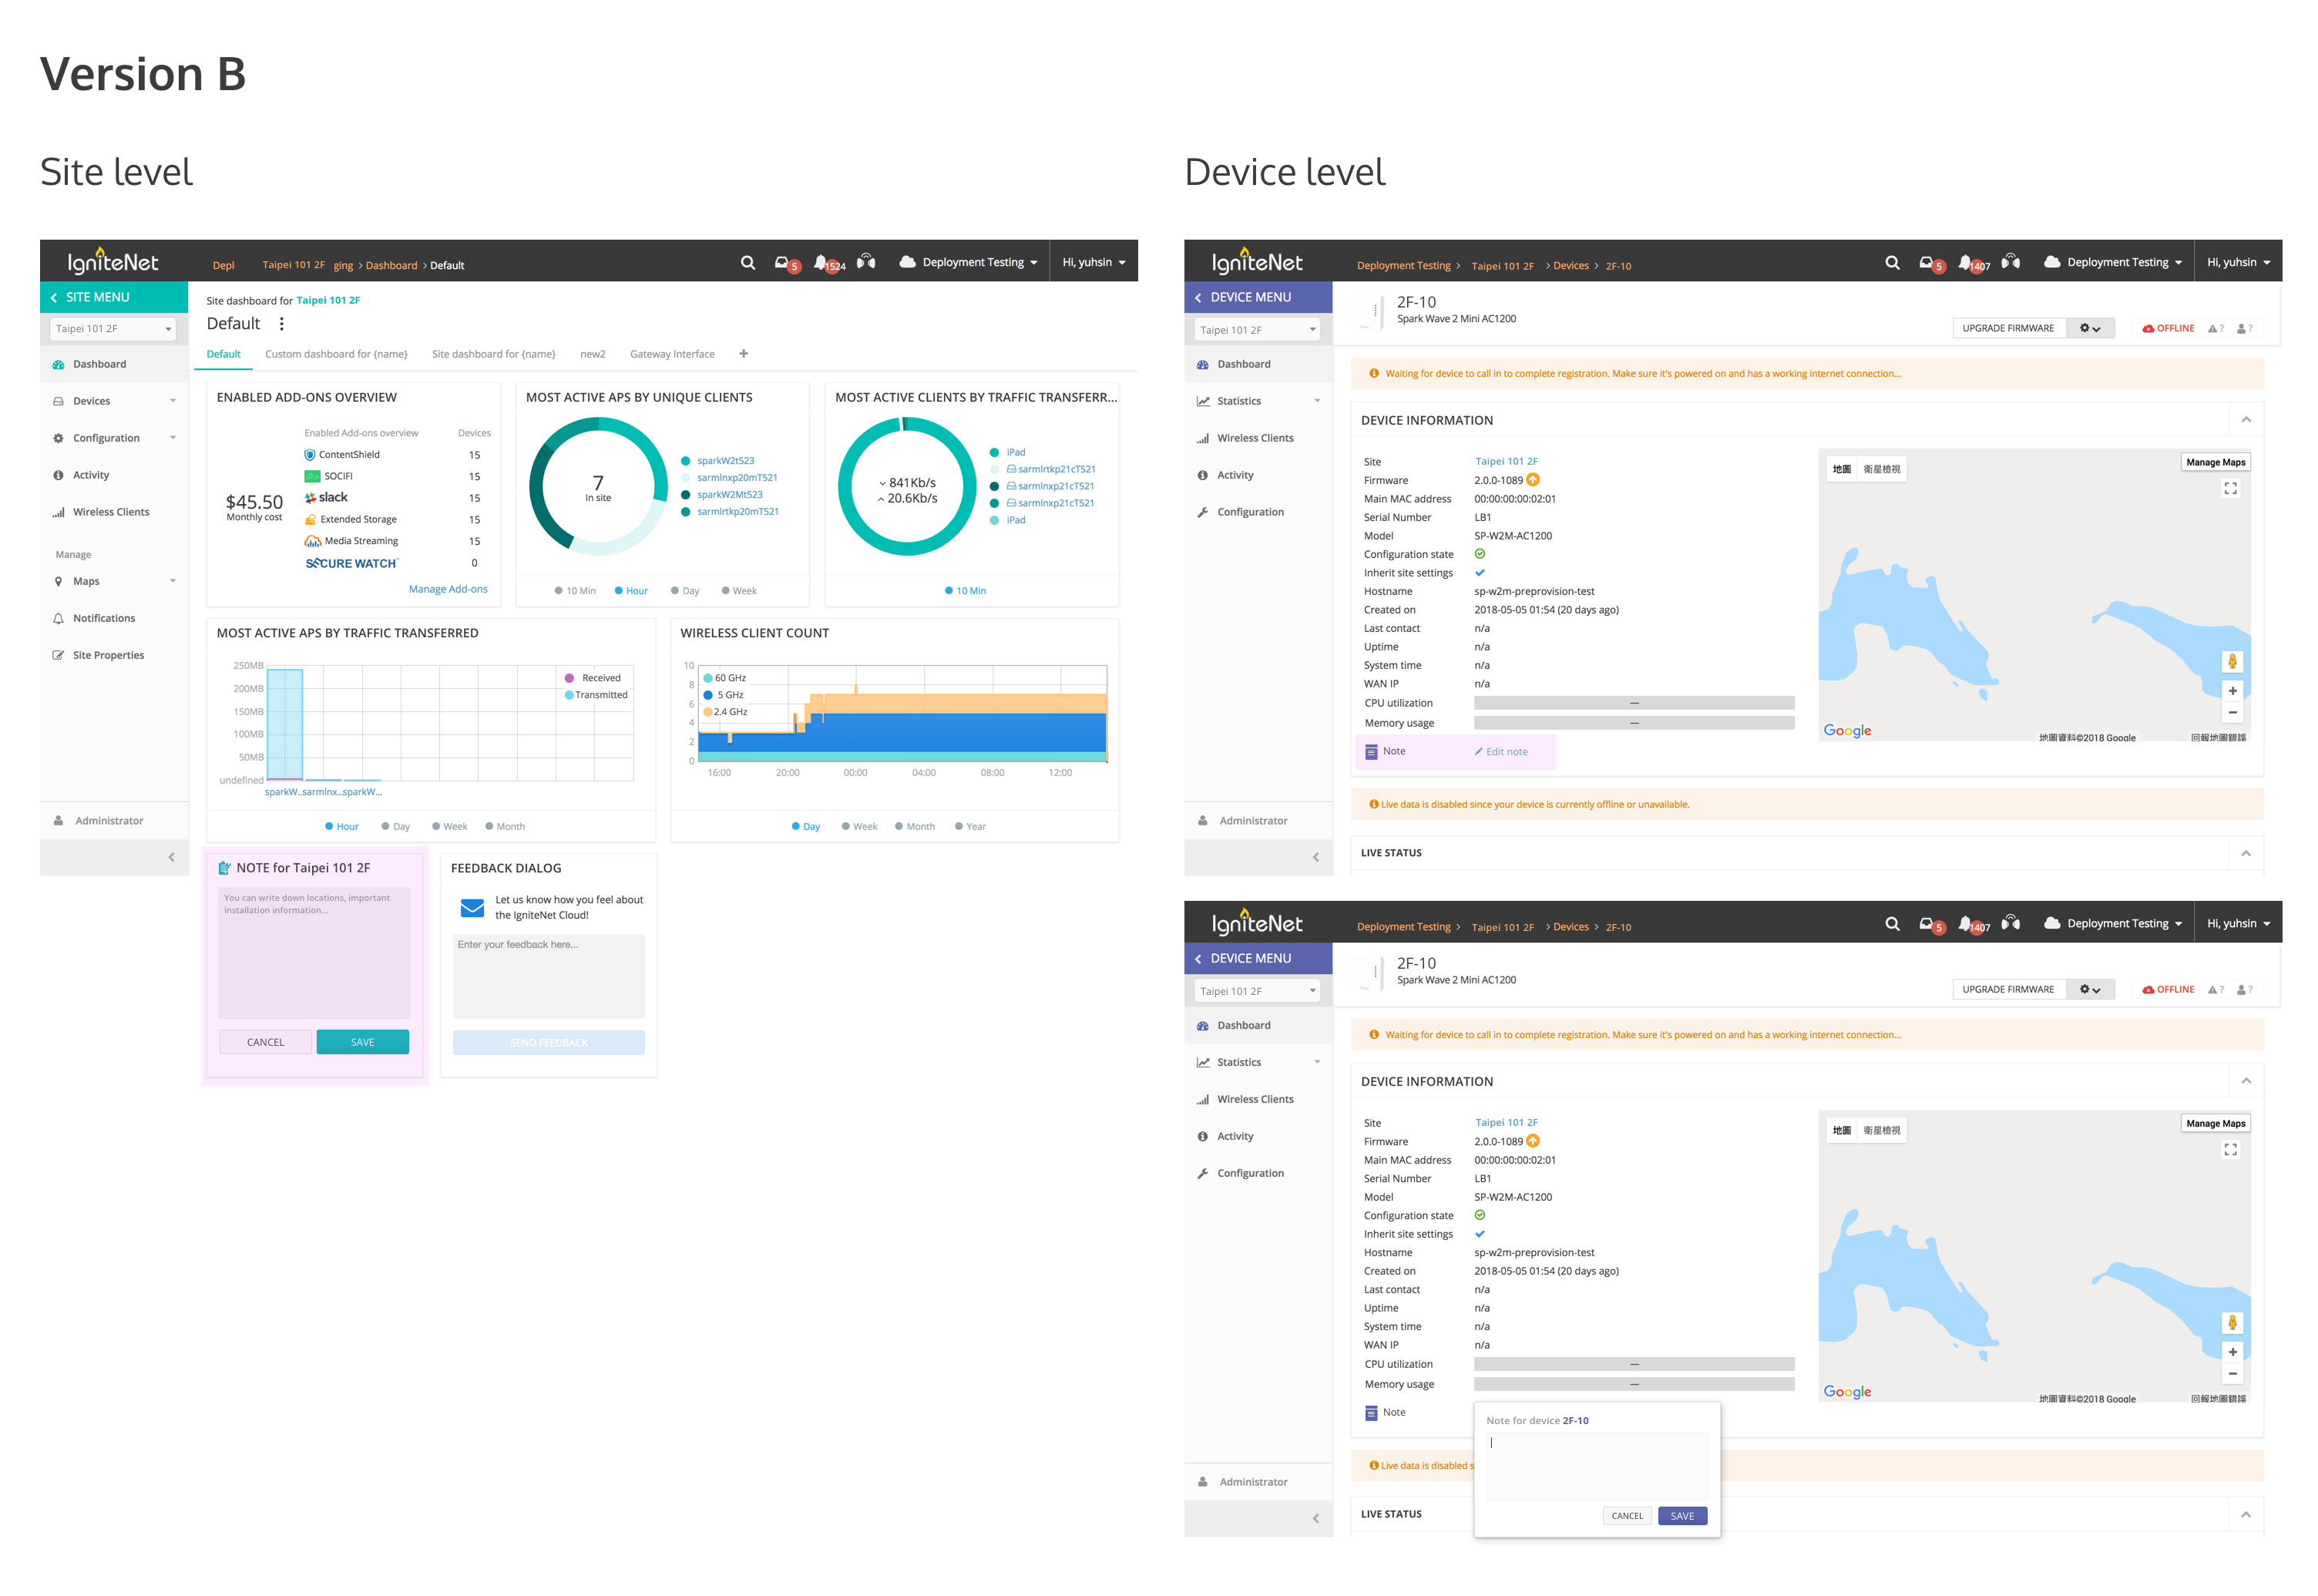 Version B
Site level
IgniteNet
Depl Taipei 101 2F ging > Dashboard > Default
5
1524
Deployment Testing
Hi, yuhsin
SITE MENU
Taipei 101 2F
Dashboard
Devices
Configuration
Activity
Wireless Clients
Manage
Maps
Notifications
Site Properties
Administrator
Site dashboard for Taipei 101 2F
Default
Default
Custom dashboard for {name}
Site dashboard for {name}
new2
Gateway Interface
ENABLED ADD-ONS OVERVIEW
Enabled Add-ons overview Devices
ContentShield 15
SOCIFI 15
slack 15
Extended Storage 15
Media Streaming 15
SECURE WATCH 0
$45.50
Monthly cost
Manage Add-ons
MOST ACTIVE APS BY UNIQUE CLIENTS
7
In site
sparkW2t523
sarmlnxp20mT521
sparkW2Mt523
sarmlrtkp20mT521
10 Min Hour Day Week
MOST ACTIVE CLIENTS BY TRAFFIC TRANSFERR...
841Kb/s
20.6Kb/s
iPad
sarmlrtkp21cT521
sarmlnxp21cT521
sarmlnxp21cT521
iPad
10 Min
MOST ACTIVE APS BY TRAFFIC TRANSFERRED
250MB
200MB
150MB
100MB
50MB
undefined
Received
Transmitted
sparkW...sarmlnx...sparkW...
Hour Day Week Month
WIRELESS CLIENT COUNT
10
8
6
4
2
0
60 GHz
5 GHz
2.4 GHz
16:00 20:00 00:00 04:00 08:00 12:00
Day Week Month Year
NOTE for Taipei 101 2F
You can write down locations, important
installation information...
CANCEL
SAVE
FEEDBACK DIALOG
Let us know how you feel about
the IgniteNet Cloud!
Enter your feedback here...
SEND FEEDBACK
Device level
IgniteNet
Deployment Testing > Taipei 101 2F > Devices > 2F-10
5
1407
Deployment Testing
Hi, yuhsin
DEVICE MENU
Taipei 101 2F
Dashboard
Statistics
Wireless Clients
Activity
Configuration
Administrator
2F-10
Spark Wave 2 Mini AC1200
UPGRADE FIRMWARE
OFFLINE ? ?
Waiting for device to call in to complete registration. Make sure it's powered on and has a working internet connection...
DEVICE INFORMATION
Site Taipei 101 2F
Firmware 2.0.0-1089
Main MAC address 00:00:00:00:02:01
Serial Number LB1
Model SP-W2M-AC1200
Configuration state
Inherit site settings
Hostname sp-w2m-preprovision-test
Created on 2018-05-05 01:54 (20 days ago)
Last contact n/a
Uptime n/a
System time n/a
WAN IP n/a
CPU utilization —
Memory usage —
Note Edit note
地圖 衛星檢視
Manage Maps
Google
地圖資料©2018 Google
回報地圖錯誤
Live data is disabled since your device is currently offline or unavailable.
LIVE STATUS
IgniteNet
Deployment Testing > Taipei 101 2F > Devices > 2F-10
5
1407
Deployment Testing
Hi, yuhsin
DEVICE MENU
Taipei 101 2F
Dashboard
Statistics
Wireless Clients
Activity
Configuration
Administrator
2F-10
Spark Wave 2 Mini AC1200
UPGRADE FIRMWARE
OFFLINE ? ?
Waiting for device to call in to complete registration. Make sure it's powered on and has a working internet connection...
DEVICE INFORMATION
Site Taipei 101 2F
Firmware 2.0.0-1089
Main MAC address 00:00:00:00:02:01
Serial Number LB1
Model SP-W2M-AC1200
Configuration state
Inherit site settings
Hostname sp-w2m-preprovision-test
Created on 2018-05-05 01:54 (20 days ago)
Last contact n/a
Uptime n/a
System time n/a
WAN IP n/a
CPU utilization —
Memory usage —
Note
地圖 衛星檢視
Manage Maps
Google
地圖資料©2018 Google
回報地圖錯誤
Note for device 2F-10
CANCEL
SAVE
Live data is disabled s
LIVE STATUS